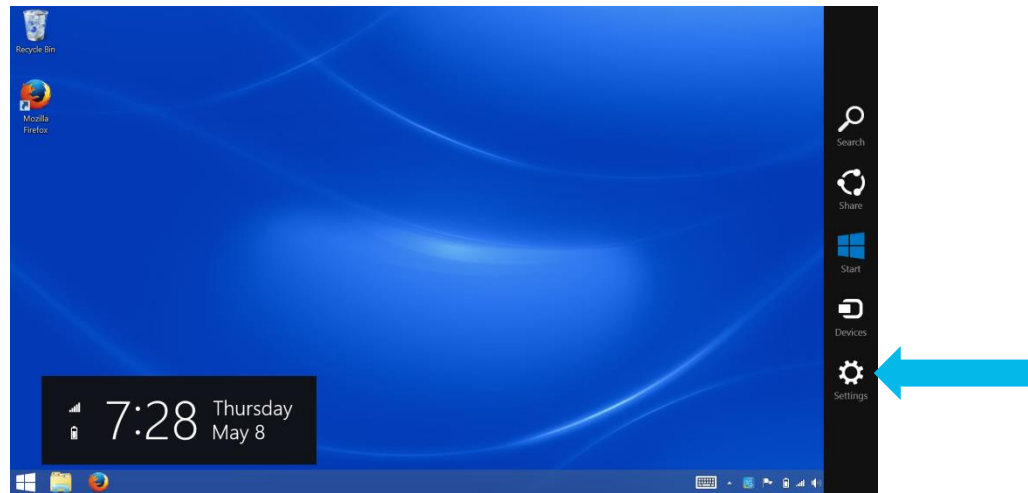 Recycle Bin
Mozilla
Firefox
Search
Share
Start
Devices
Settings
7:28 Thursday
May 8